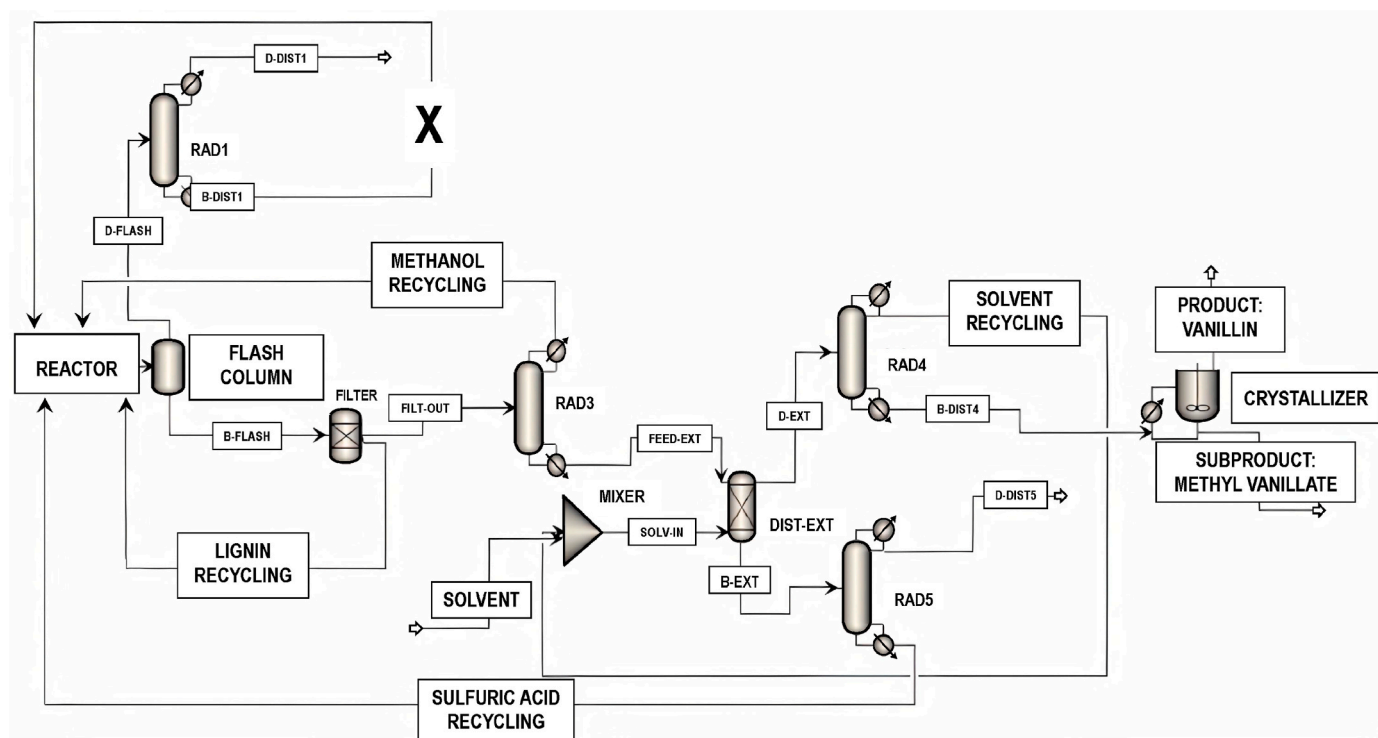 D-DIST1
X
RAD1
B-DIST1
D-FLASH
METHANOL
RECYCLING
REACTOR
FLASH
COLUMN
FILTER
FILT-OUT
B-FLASH
RAD3
FEED-EXT
MIXER
SOLV-IN
DIST-EXT
LIGNIN
RECYCLING
SOLVENT
B-EXT
D-EXT
RAD4
SOLVENT
RECYCLING
B-DIST4
PRODUCT:
VANILLIN
CRYSTALLIZER
SUBPRODUCT:
METHYL VANILLATE
D-DIST5
RAD5
SULFURIC ACID
RECYCLING